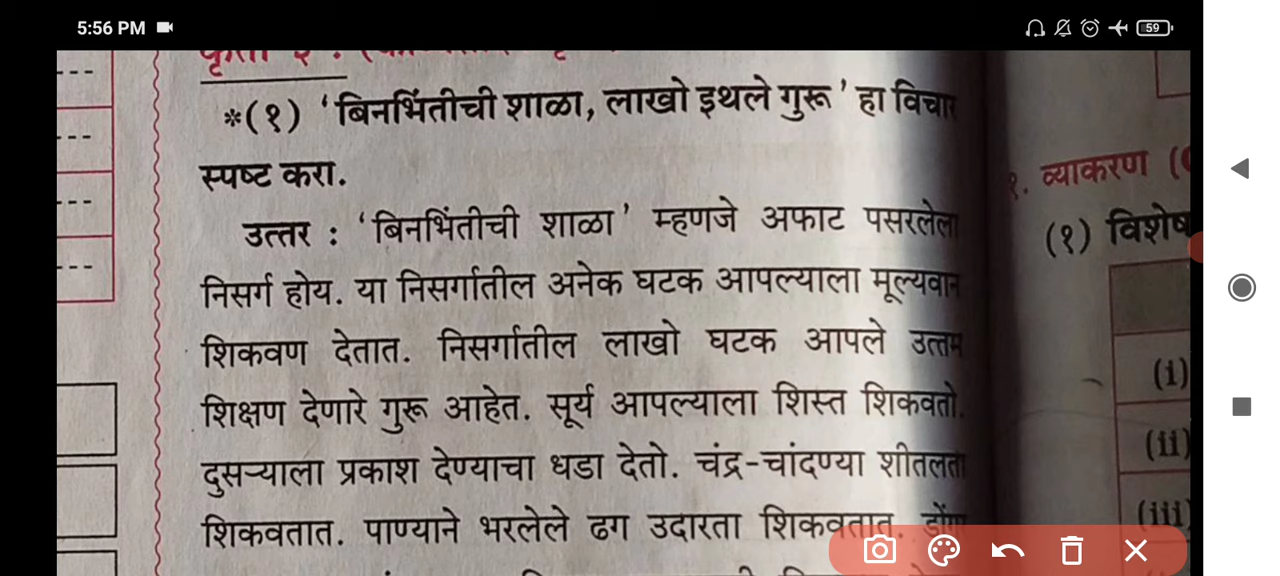 5:56 PM
59
*(१) 'बिनभिंतीची शाळा, लाखो इथले गुरू' हा विचार
स्पष्ट करा.
उत्तर : 'बिनभिंतीची शाळा' म्हणजे अफाट पसरलेला
निसर्ग होय. या निसर्गातील अनेक घटक आपल्याला मूल्यवान
शिकवण देतात. निसर्गातील लाखो घटक आपले उत्तम
शिक्षण देणारे गुरू आहेत. सूर्य आपल्याला शिस्त शिकवतो.
दुसऱ्याला प्रकाश देण्याचा धडा देतो. चंद्र-चांदण्या शीतलता
शिकवतात. पाण्याने भरलेले ढग उदारता शिकवतात.
१. व्याकरण
(१) विशेष
(i)
(ii)
(iii)